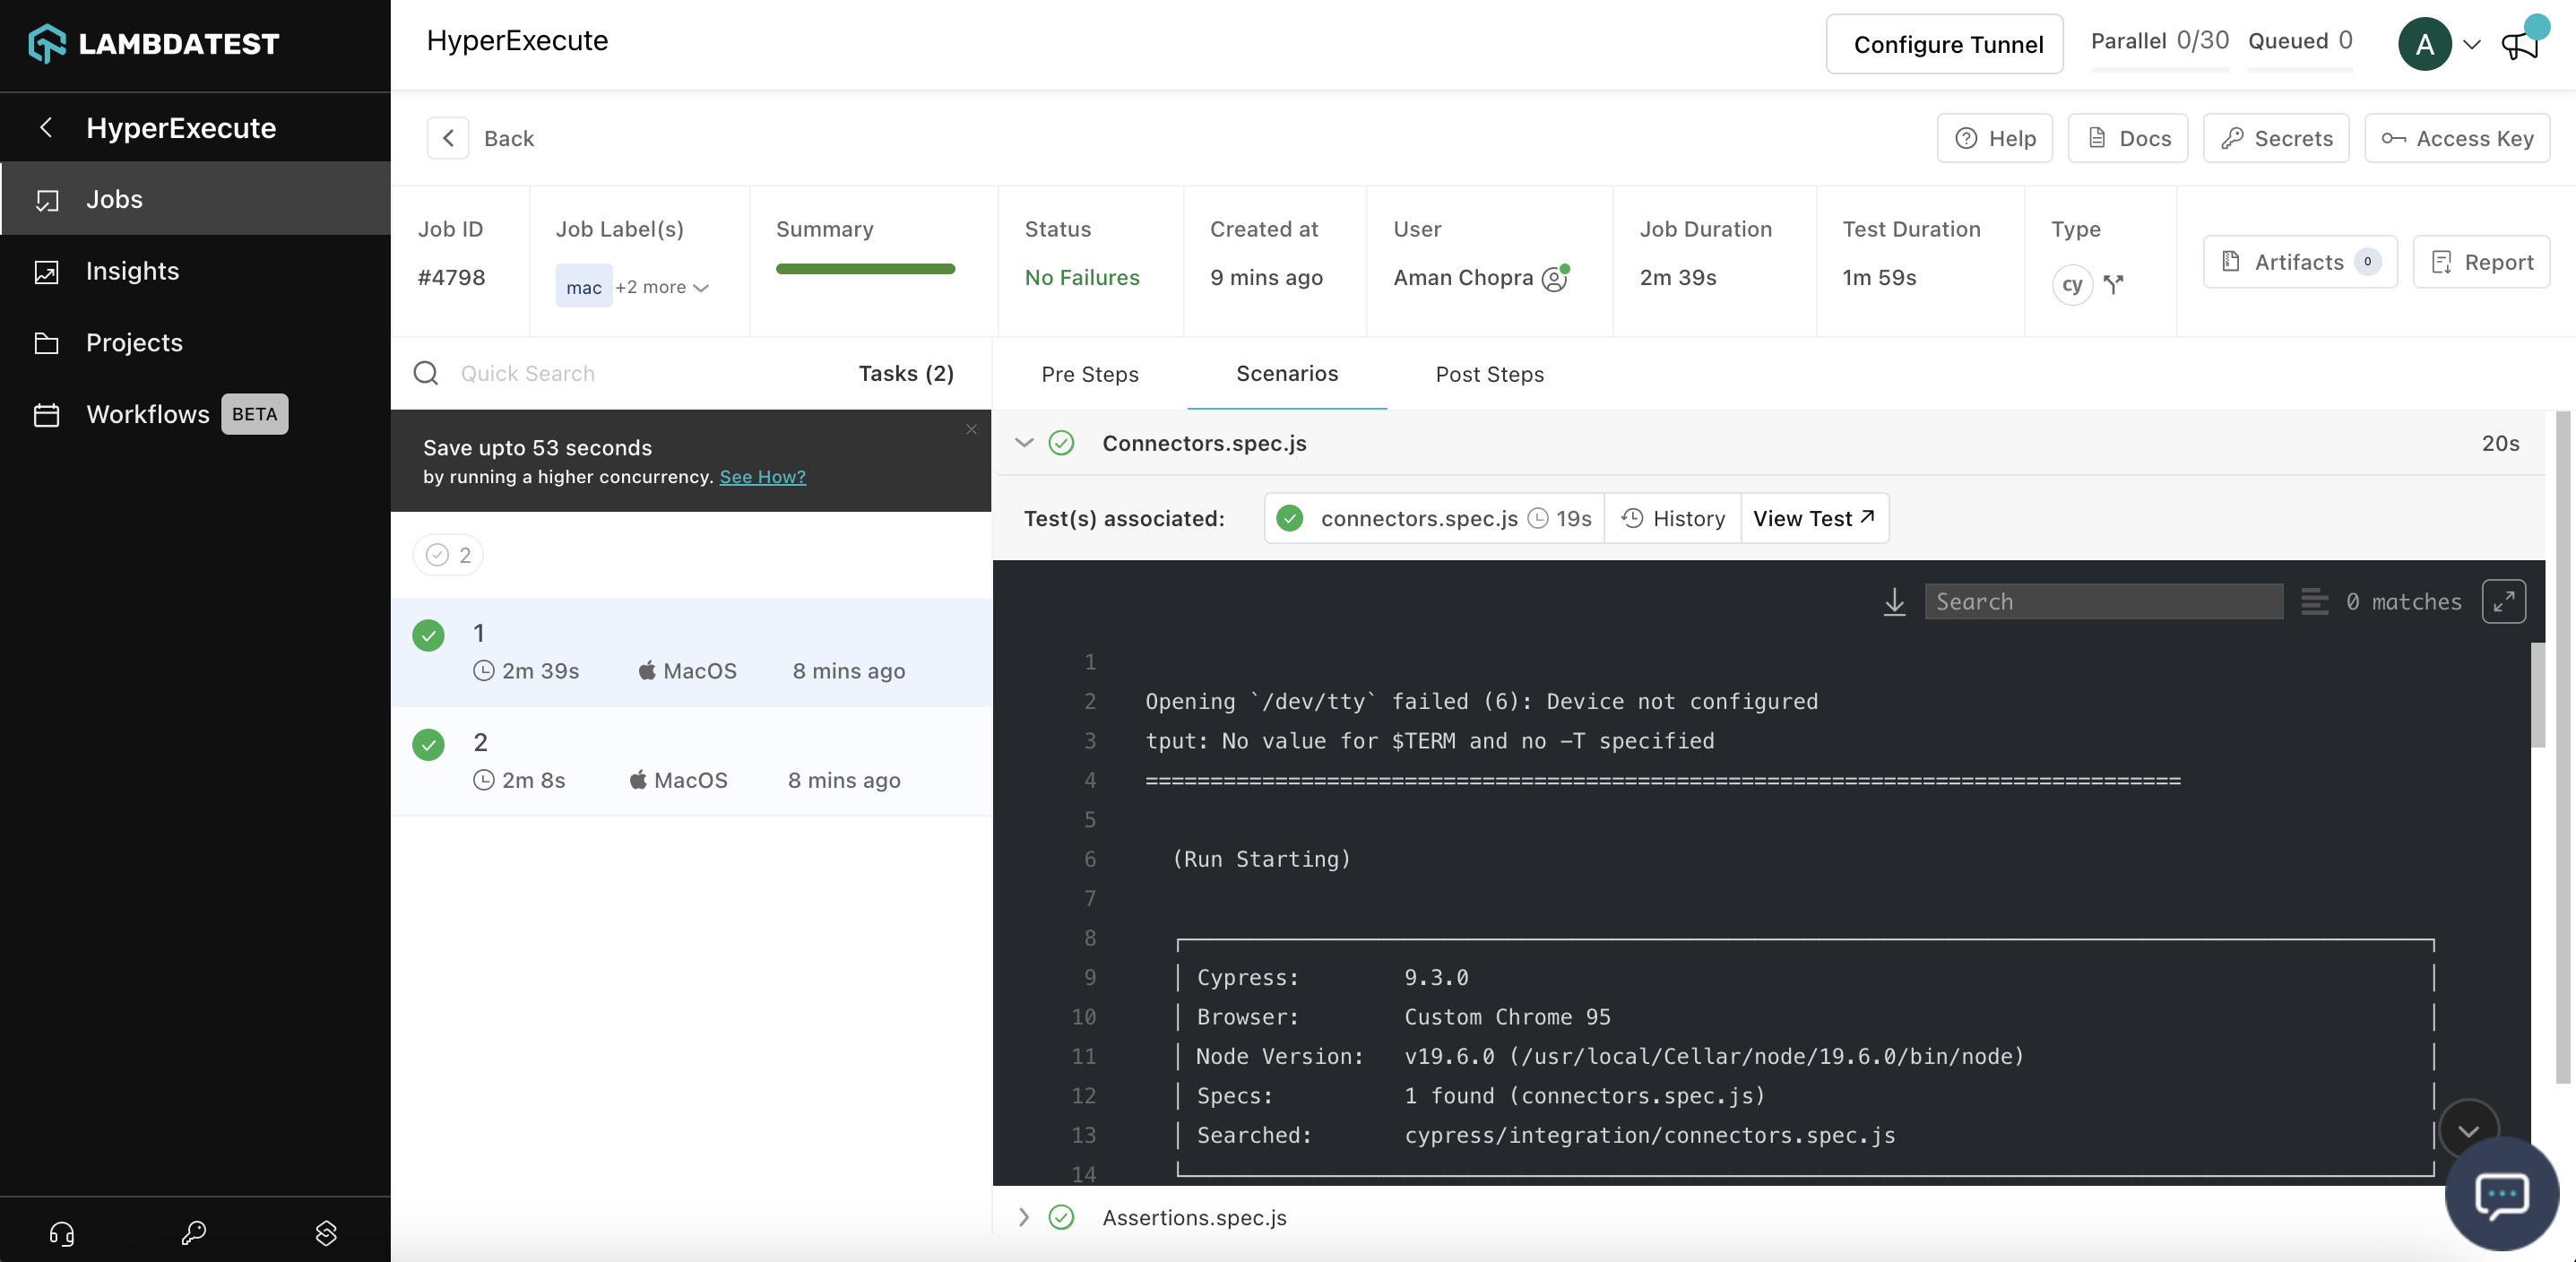 LAMBDATEST
HyperExecute
Jobs
Insights
Projects
Workflows BETA
HyperExecute
Configure Tunnel
Parallel 0/30
Queued 0
A
Back
Help
Docs
Secrets
Access Key
Job ID
#4798
Job Label(s)
mac +2 more
Summary
Status
No Failures
Created at
9 mins ago
User
Aman Chopra
Job Duration
2m 39s
Test Duration
1m 59s
Type
cy
Artifacts 0
Report
Quick Search
Tasks (2)
Save upto 53 seconds
by running a higher concurrency. See How?
2
1
2m 39s MacOS 8 mins ago
2
2m 8s MacOS 8 mins ago
Pre Steps
Scenarios
Post Steps
Connectors.spec.js 20s
Test(s) associated: connectors.spec.js 19s History View Test
Search 0 matches
1
2 Opening `/dev/tty` failed (6): Device not configured
3 tput: No value for $TERM and no -T specified
4 ================================================================================
5
6 (Run Starting)
7
8
9 Cypress: 9.3.0
10 Browser: Custom Chrome 95
11 Node Version: v19.6.0 (/usr/local/Cellar/node/19.6.0/bin/node)
12 Specs: 1 found (connectors.spec.js)
13 Searched: cypress/integration/connectors.spec.js
14
Assertions.spec.js